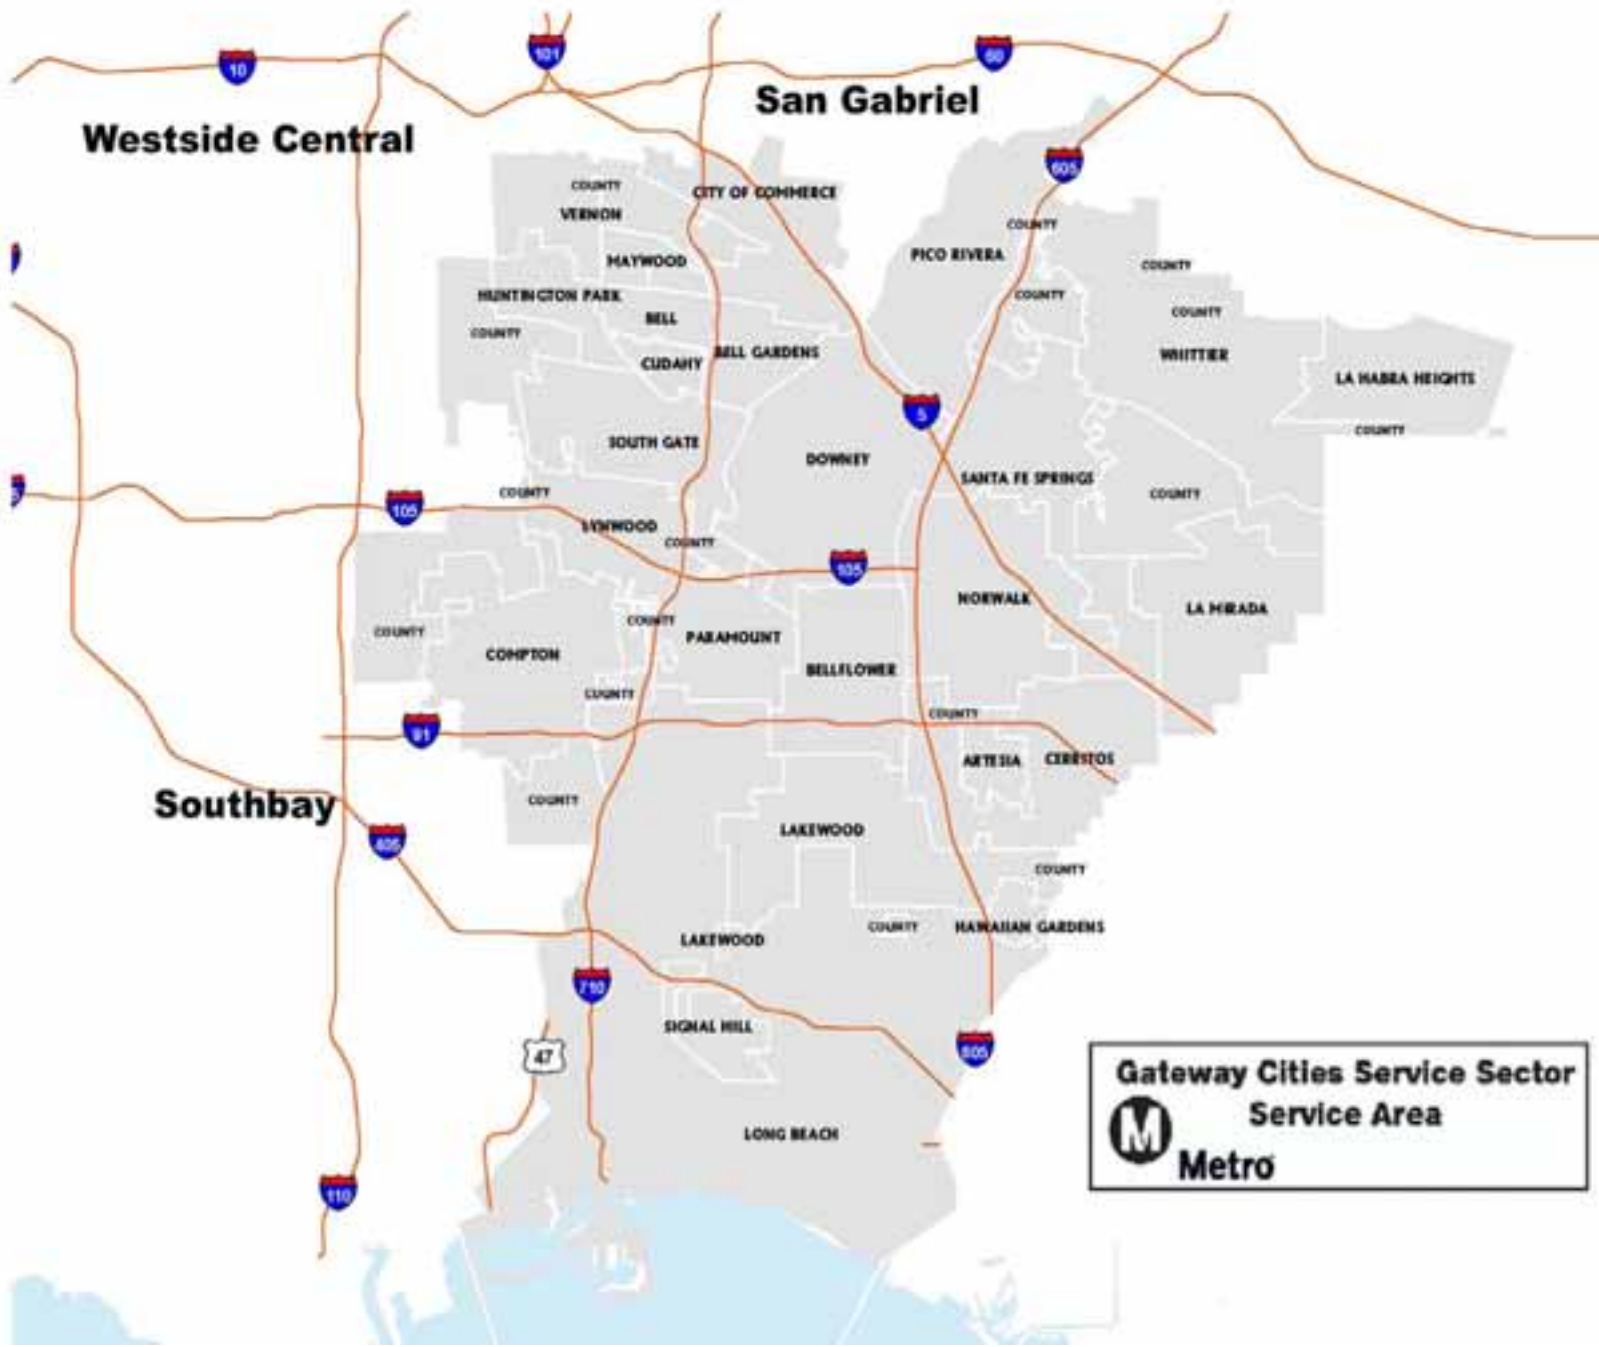 10
101
60
San Gabriel
Westside Central
605
COUNTY
CITY OF COMMERCE
VERNON
COUNTY
PICO RIVERA
MAYWOOD
COUNTY
HUNTINGTON PARK
COUNTY
COUNTY
BELL
COUNTY
BELL GARDENS
WHITTIER
CUDAHY
LA HABRA HEIGHTS
5
COUNTY
SOUTH GATE
DOWNEY
SANTA FE SPRINGS
COUNTY
COUNTY
105
LYNWOOD
COUNTY
105
NORWALK
LA MIRADA
COUNTY
COUNTY
PARAMOUNT
COMPTON
BELLFLOWER
COUNTY
COUNTY
91
ARTESIA
CERRITOS
COUNTY
Southbay
LAKEWOOD
405
COUNTY
COUNTY
HAWAIIAN GARDENS
LAKEWOOD
710
SIGNAL HILL
47
605
Gateway Cities Service Sector
Service Area
M
Metro
LONG BEACH
110